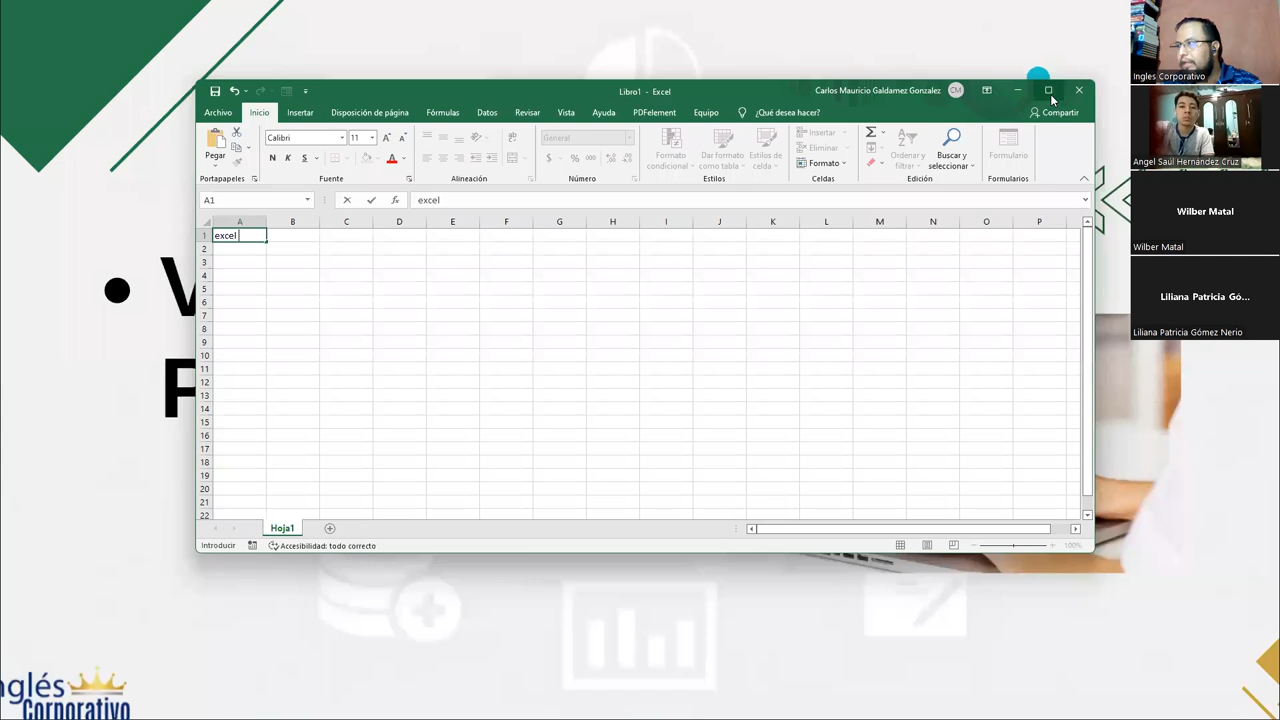 Libro1 - Excel
Carlos Mauricio Galdamez Gonzalez
CM
Archivo
Inicio
Insertar
Disposición de página
Fórmulas
Datos
Revisar
Vista
Ayuda
PDFelement
Equipo
¿Qué desea hacer?
Compartir
Pegar
Calibri
11
N
K
S
General
$ % 000
Formato condicional
Dar formato como tabla
Estilos de celda
Insertar
Eliminar
Formato
Ordenar y filtrar
Buscar y seleccionar
Formulario
Portapapeles
Fuente
Alineación
Número
Estilos
Celdas
Edición
Formularios
A1
fx
excel
A B C D E F G H I J K L M N O P
1 excel
2
3
4
5
6
7
8
9
10
11
12
13
14
15
16
17
18
19
20
21
22
Hoja1
Introducir
Accesibilidad: todo correcto
100%
Ingles Corporativo
Angel Saúl Hernández Cruz
Wilber Matal
Wilber Matal
Liliana Patricia Gó...
Liliana Patricia Gómez Nerio
Corporativo